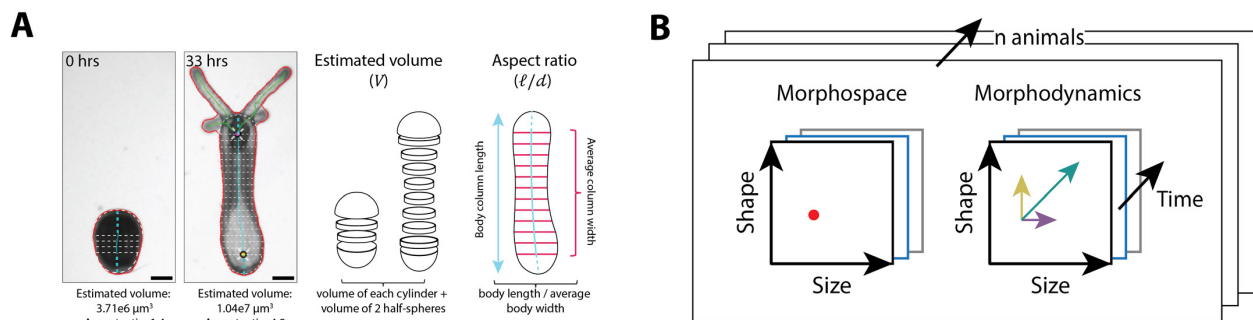 A
0 hrs
33 hrs
Estimated volume:
3.71e6 μm³
Estimated volume:
1.04e7 μm³
Estimated volume
(V)
volume of each cylinder +
volume of 2 half-spheres
Aspect ratio
(ℓ/d)
Body column length
Average column width
body length / average
body width
B
n animals
Morphospace
Shape
Size
Morphodynamics
Shape
Size
Time